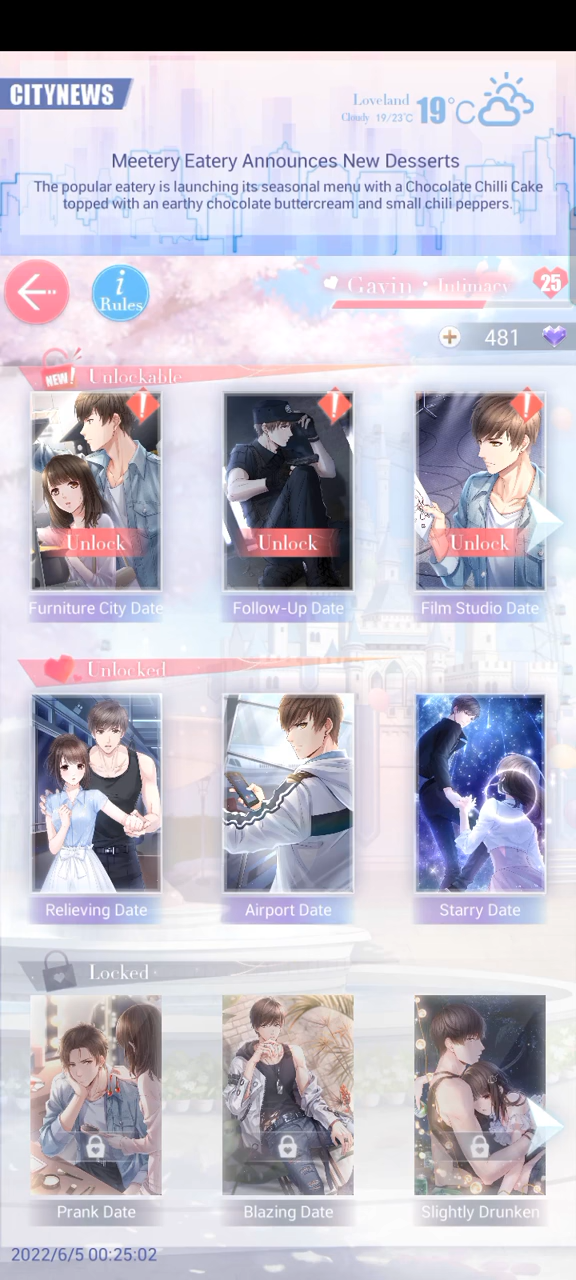 CITYNEWS
Loveland
Cloudy 19/23°C
19°C
Meetery Eatery Announces New Desserts
The popular eatery is launching its seasonal menu with a Chocolate Chilli Cake
topped with an earthy chocolate buttercream and small chili peppers.
i
Rules
Gavin · Intimacy
25
481
NEW!
Unlockable
Unlock
Unlock
Unlock
Furniture City Date
Follow-Up Date
Film Studio Date
Unlocked
Relieving Date
Airport Date
Starry Date
Locked
Prank Date
Blazing Date
Slightly Drunken
2022/6/5 00:25:02